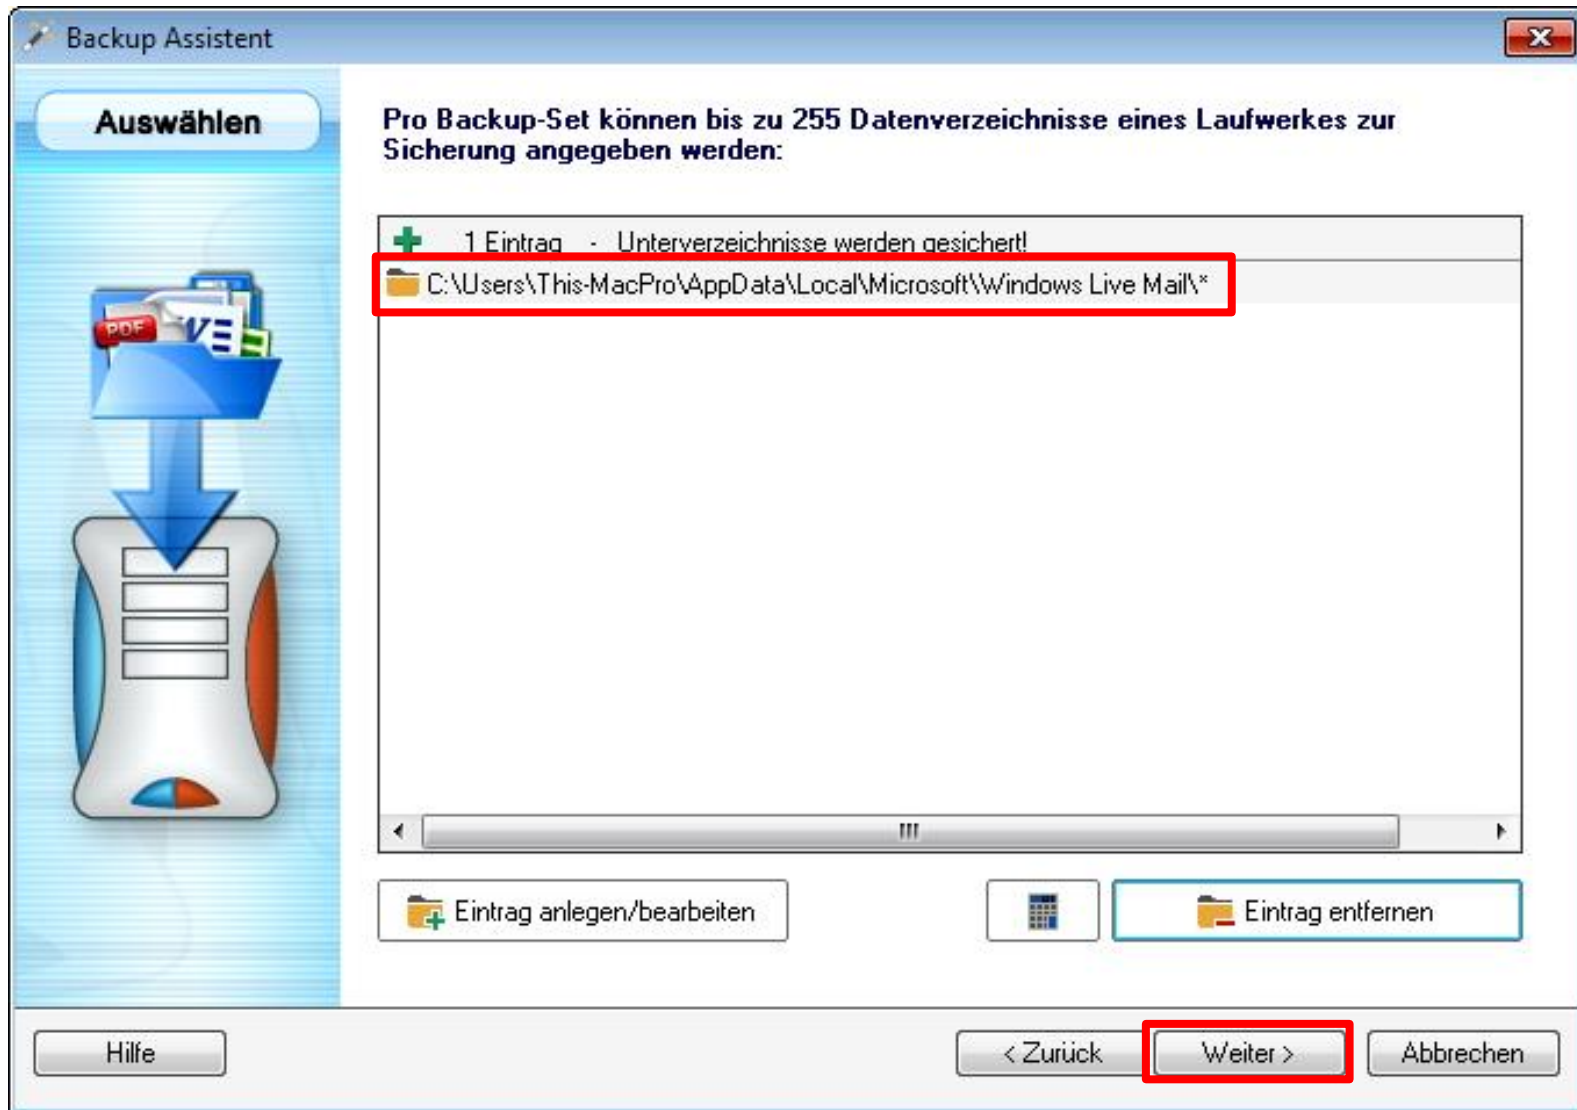 Backup Assistent
Auswählen
Pro Backup-Set können bis zu 255 Datenverzeichnisse eines Laufwerkes zur
Sicherung angegeben werden:
1 Eintrag - Unterverzeichnisse werden gesichert!
C:\Users\This-MacPro\AppData\Local\Microsoft\Windows Live Mail\*
PDF
W
Eintrag anlegen/bearbeiten
Eintrag entfernen
Hilfe
< Zurück
Weiter >
Abbrechen